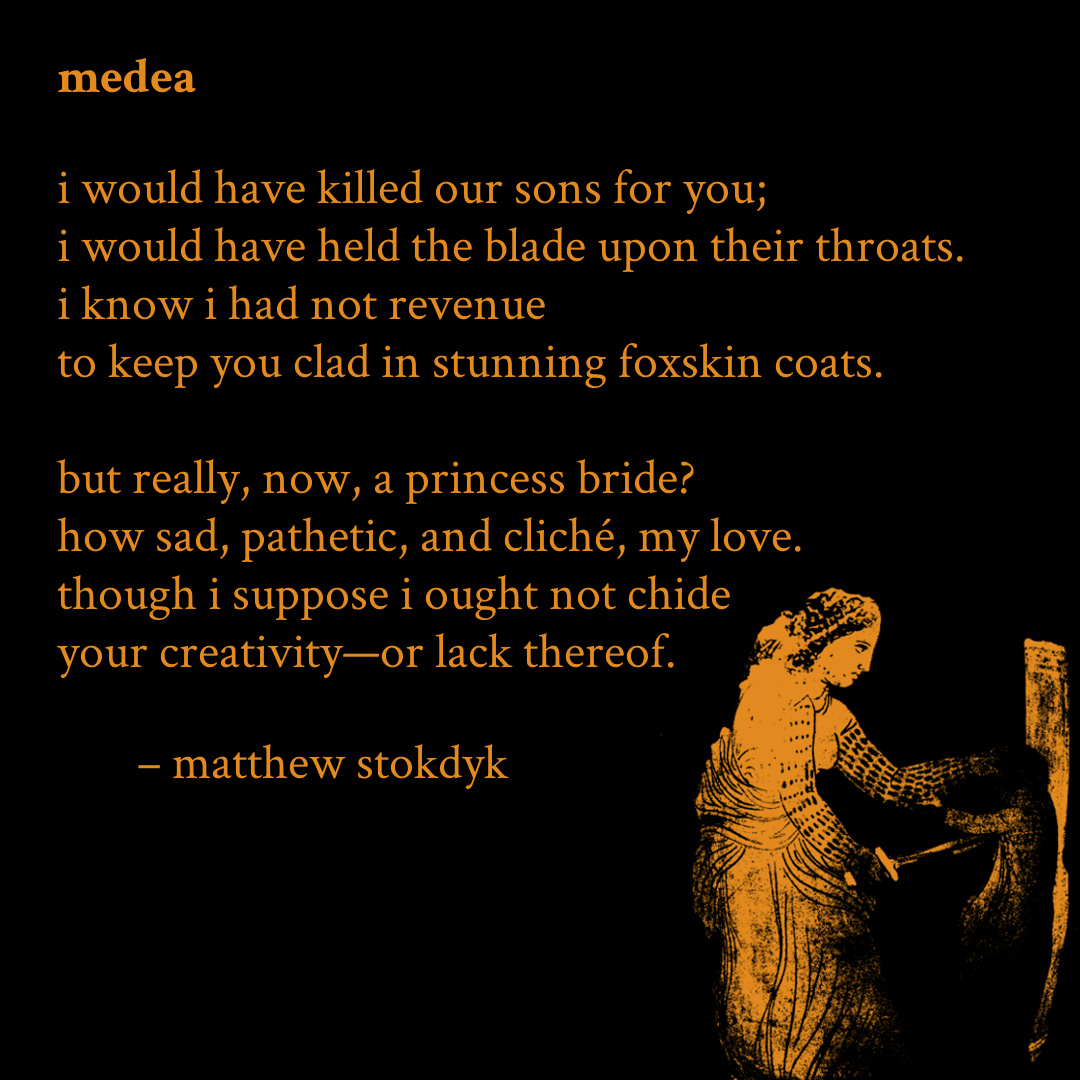 medea
i would have killed our sons for you;
i would have held the blade upon their throats.
i know i had not revenue
to keep you clad in stunning foxskin coats.
but really, now, a princess bride?
how sad, pathetic, and cliché, my love.
though i suppose i ought not chide
your creativity—or lack thereof.
– matthew stokdyk